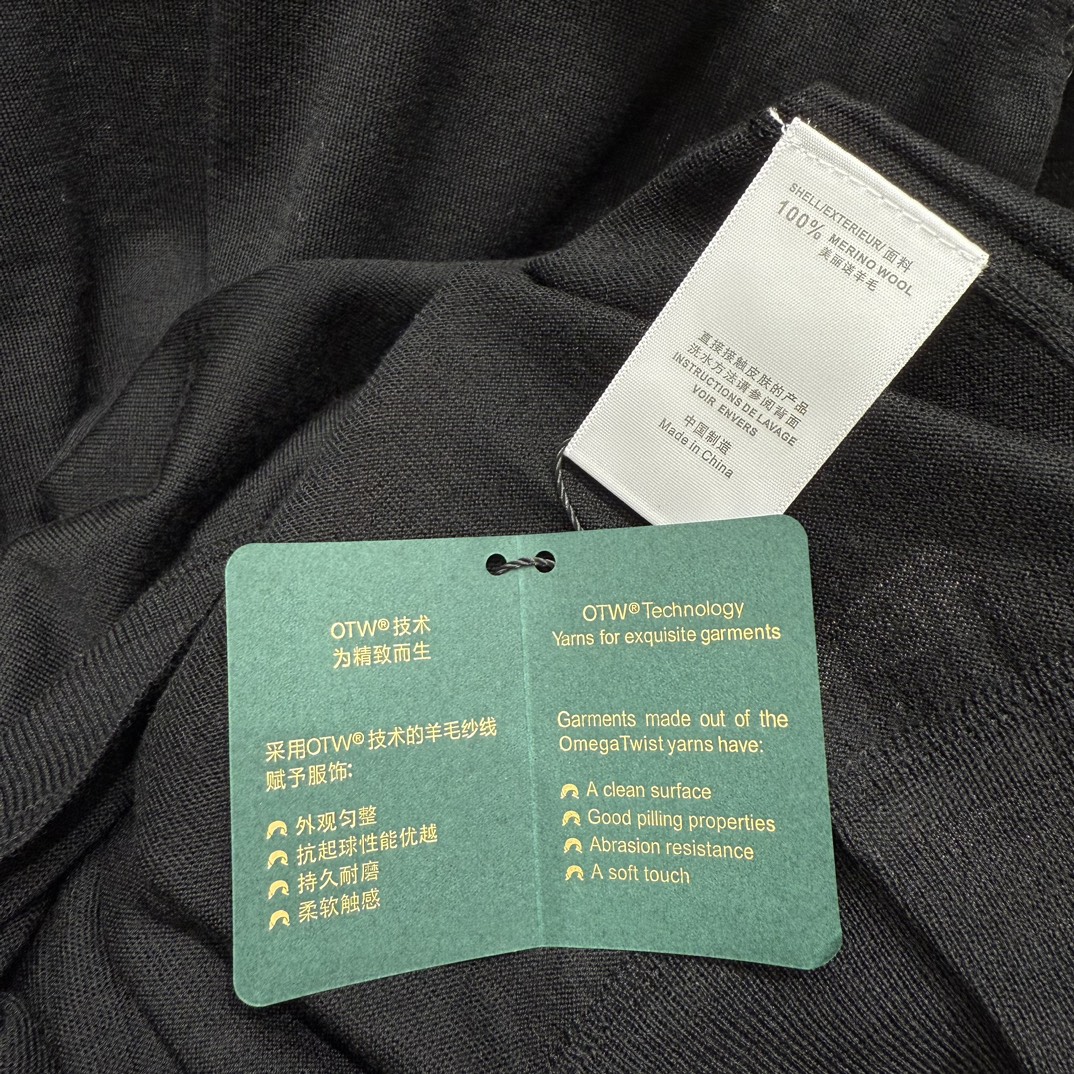 SHELL/EXTERIEUR/面料
100% MERINO WOOL
美丽诺羊毛
直接接触皮肤的产品
洗水方法请参阅背面
INSTRUCTIONS DE LAVAGE
VOIR ENVERS
中国制造
Made in China
OTW®技术
为精致而生
采用OTW®技术的羊毛纱线
赋予服饰:
外观匀整
抗起球性能优越
持久耐磨
柔软触感
OTW®Technology
Yarns for exquisite garments
Garments made out of the
OmegaTwist yarns have:
A clean surface
Good pilling properties
Abrasion resistance
A soft touch